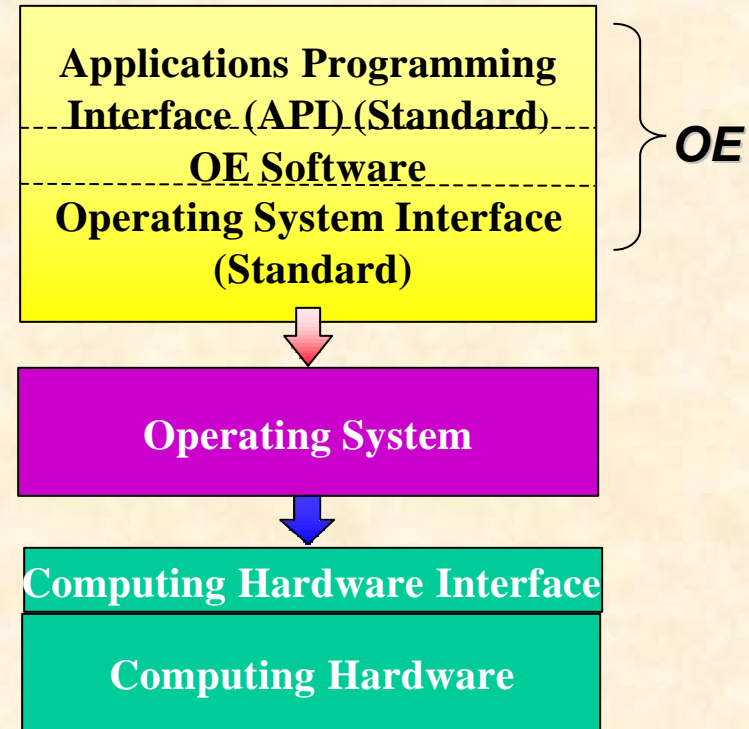 Applications Programming
Interface (API) (Standard)
OE
OE Software
Operating System Interface
(Standard)
Operating System
Computing Hardware Interface
Computing Hardware